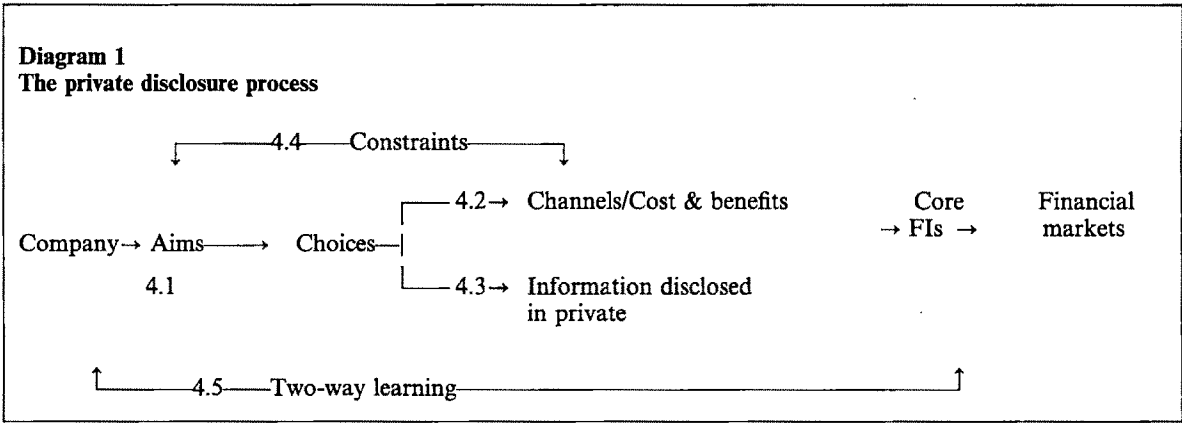 Diagram 1
The private disclosure process
4.4 Constraints
4.2→ Channels/Cost & benefits
Core Financial
Company→ Aims → Choices → FIs → markets
4.1 4.3→ Information disclosed
in private
4.5 Two-way learning